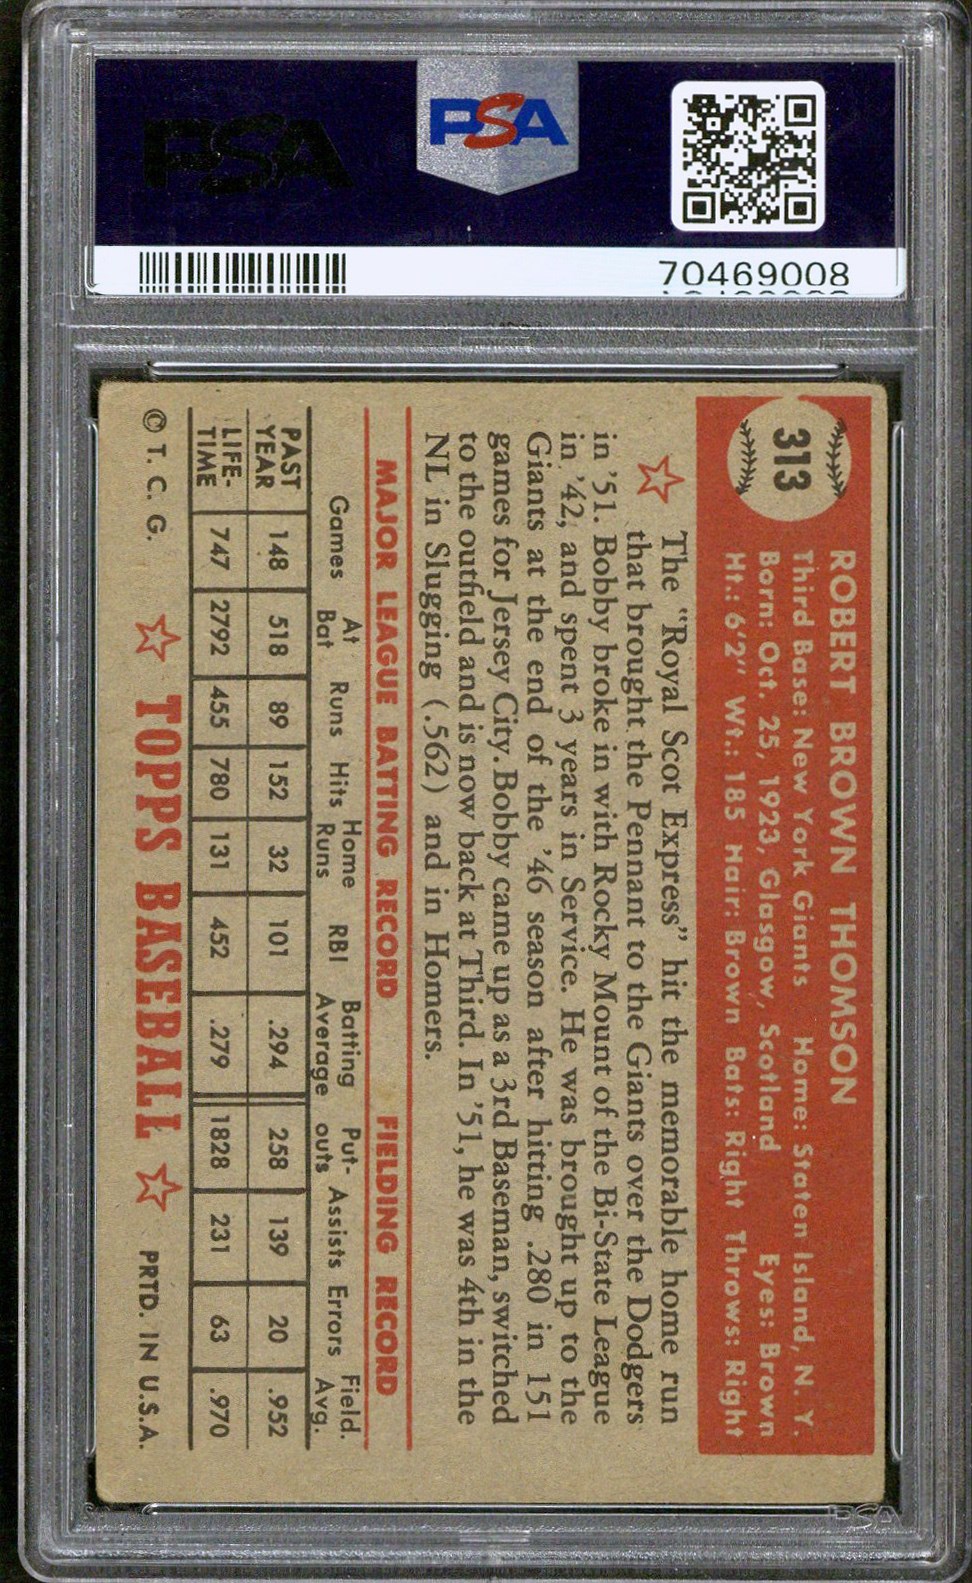 PSA
PSA
70469008
313
ROBERT BROWN THOMSON
Third Base: New York Giants Home: Staten Island, N. Y.
Born: Oct. 25, 1923, Glasgow, Scotland Eyes: Brown
Ht.: 6'2" Wt.: 185 Hair: Brown Bats: Right Throws: Right
The "Royal Scot Express" hit the memorable home run
that brought the Pennant to the Giants over the Dodgers
in '51. Bobby broke in with Rocky Mount of the Bi-State League
in '42, and spent 3 years in Service. He was brought up to the
Giants at the end of the '46 season after hitting .280 in 151
games for Jersey City. Bobby came up as a 3rd Baseman, switched
to the outfield and is now back at Third. In '51, he was 4th in the
NL in Slugging (.562) and in Homers.
MAJOR LEAGUE BATTING RECORD FIELDING RECORD
Games At Bat Runs Hits Home Runs RBI Batting Average Put-outs Assists Errors Field. Avg.
PAST YEAR 148 518 89 152 32 101 .294 258 139 20 .952
LIFE-TIME 747 2792 455 780 131 452 .279 1828 231 63 .970
© T. C. G. TOPPS BASEBALL PRTD. IN U.S.A.
PSA